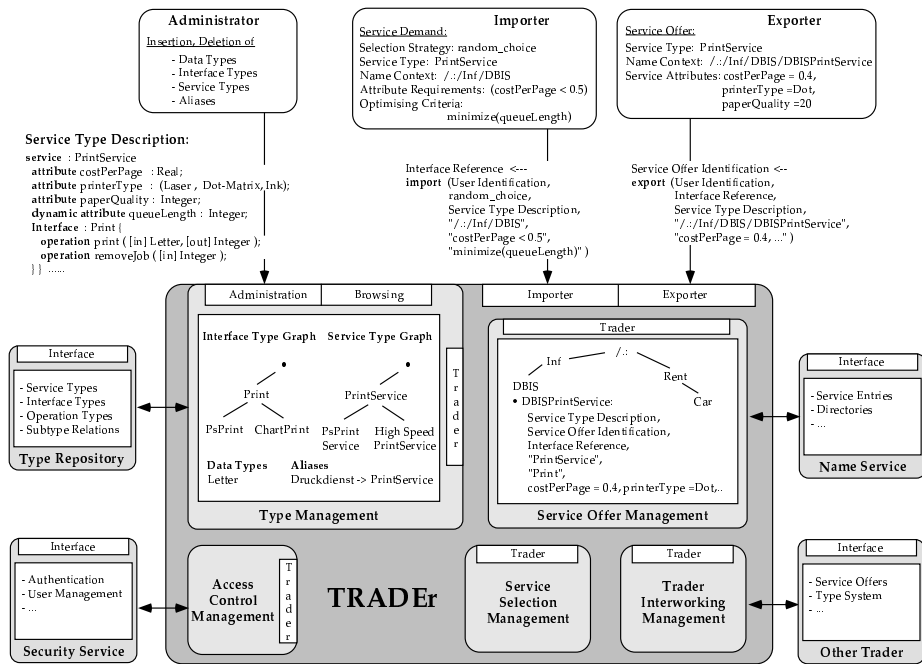 Administrator
Insertion, Deletion of
- Data Types
- Interface Types
- Service Types
- Aliases
Importer
Service Demand:
Selection Strategy: random_choice
Service Type: PrintService
Name Context: /.:/Inf/DBIS
Attribute Requirements: (costPerPage < 0.5)
Optimising Criteria:
minimize(queueLength)
Exporter
Service Offer:
Service Type: PrintService
Name Context: /.:/Inf/DBIS/DBISPrintService
Service Attributes: costPerPage = 0.4,
printerType =Dot,
paperQuality =20
Service Type Description:
service : PrintService
attribute costPerPage : Real;
attribute printerType : (Laser , Dot-Matrix, Ink);
attribute paperQuality : Integer;
dynamic attribute queueLength : Integer;
Interface : Print {
operation print ( [in] Letter, [out] Integer );
operation removeJob ( [in] Integer );
} } ......
Interface Reference <---
import (User Identification,
random_choice,
Service Type Description,
"/.:/Inf/DBIS",
"costPerPage < 0.5",
"minimize(queueLength)" )
Service Offer Identification <--
export (User Identification,
Interface Reference,
Service Type Description,
"/.:/Inf/DBIS/DBISPrintService",
"costPerPage = 0.4, ..." )
Administration
Browsing
Importer
Exporter
Interface Type Graph
Service Type Graph
Print
PsPrint
ChartPrint
PrintService
PsPrint
Service
High Speed
PrintService
Data Types
Letter
Aliases
Druckdienst -> PrintService
Trader
Type Management
Trader
/.:
Inf
Rent
DBIS
Car
• DBISPrintService:
Service Type Description,
Service Offer Identification,
Interface Reference,
"PrintService",
"Print",
costPerPage = 0.4, printerType =Dot,..
Service Offer Management
Interface
- Service Types
- Interface Types
- Operation Types
- Subtype Relations
Type Repository
Interface
- Service Entries
- Directories
- ...
Name Service
Interface
- Authentication
- User Management
- ...
Security Service
Access
Control
Management
Trader
TRADEr
Trader
Service
Selection
Management
Trader
Trader
Interworking
Management
Interface
- Service Offers
- Type System
- ...
Other Trader